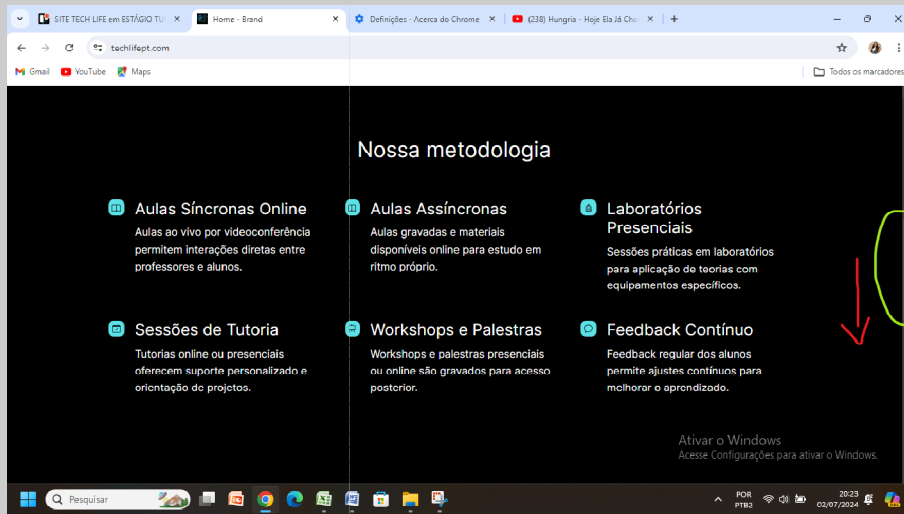 SITE TECH LIFE em ESTÁGIO TU
Home - Brand
Definições - Acerca do Chrome
(238) Hungria - Hoje Ela Já Cho
techlifept.com
Gmail
YouTube
Maps
Todos os marcadores
Nossa metodologia
Aulas Síncronas Online
Aulas ao vivo por videoconferência
permitem interações diretas entre
professores e alunos.
Aulas Assíncronas
Aulas gravadas e materiais
disponíveis online para estudo em
ritmo próprio.
Laboratórios
Presenciais
Sessões práticas em laboratórios
para aplicação de teorias com
equipamentos específicos.
Sessões de Tutoria
Tutorias online ou presenciais
oferecem suporte personalizado e
orientação de projetos.
Workshops e Palestras
Workshops e palestras presenciais
ou online são gravados para acesso
posterior.
Feedback Contínuo
Feedback regular dos alunos
permite ajustes contínuos para
melhorar o aprendizado.
Ativar o Windows
Acesse Configurações para ativar o Windows.
Pesquisar
POR
PTB2
20:23
02/07/2024